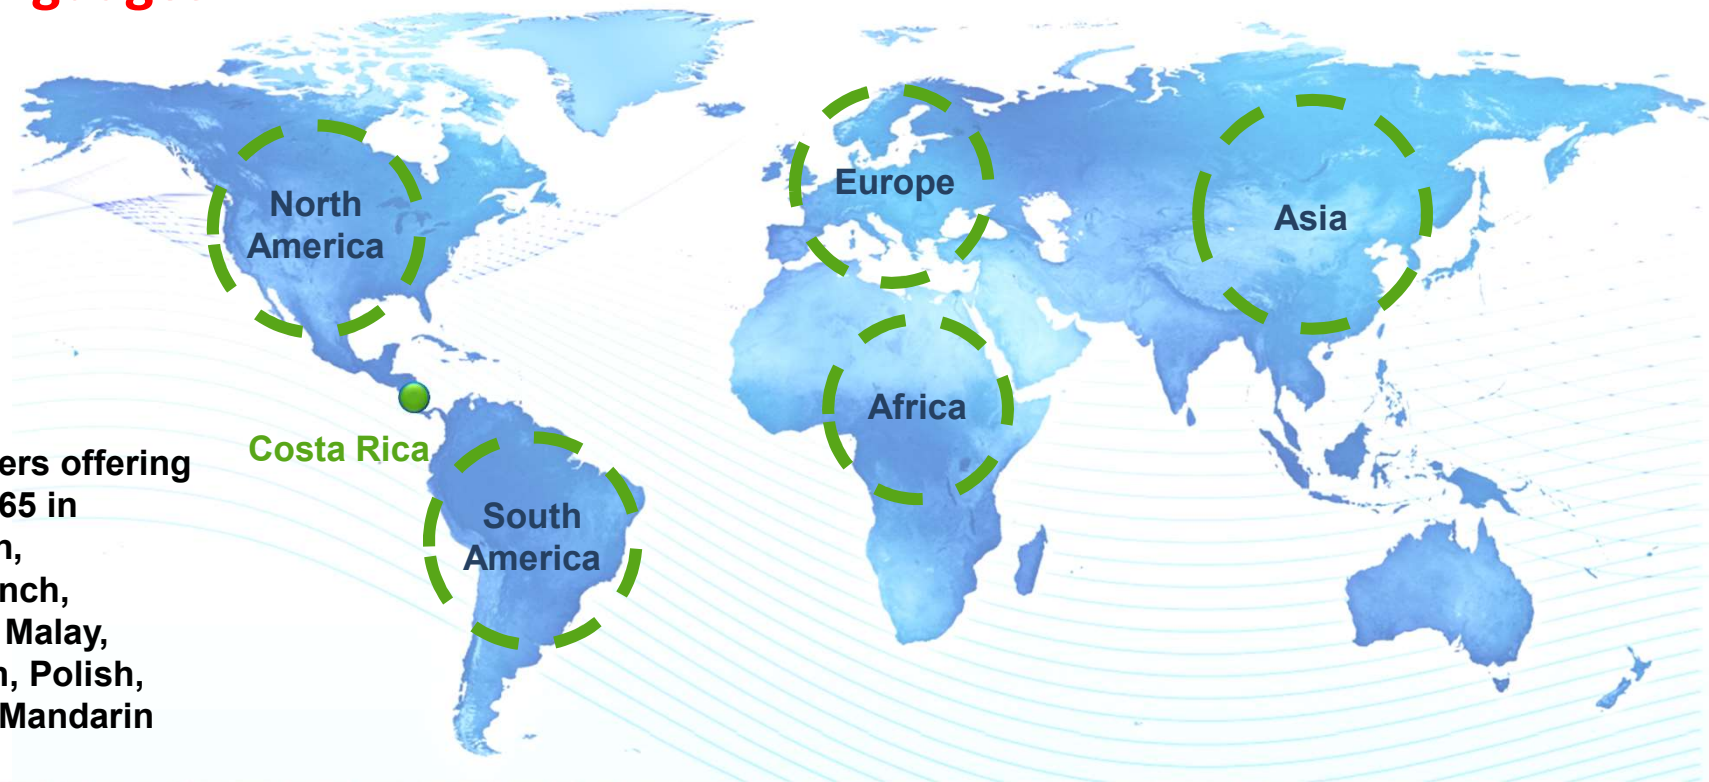 North
America
Europe
Asia
Africa
Costa Rica
South
America
ers offering
65 in
n,
nch,
Malay,
n, Polish,
Mandarin